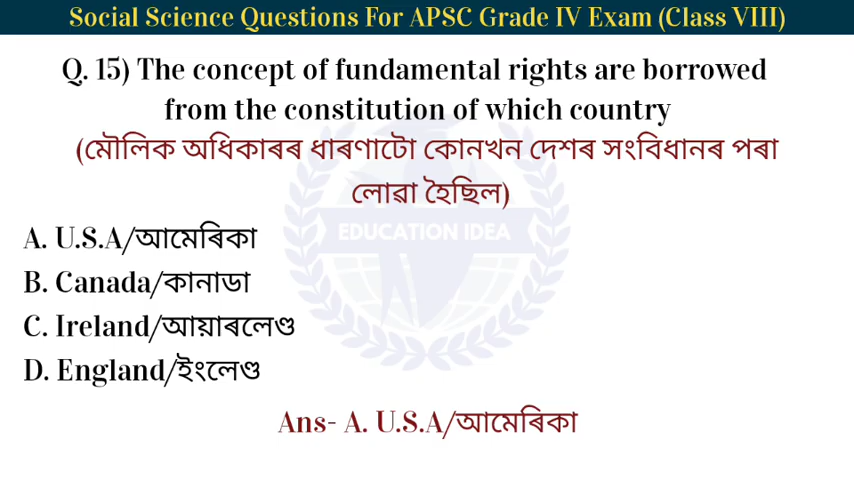 Social Science Questions For APSC Grade IV Exam (Class VIII)
Q. 15) The concept of fundamental rights are borrowed
from the constitution of which country
(মৌলিক অধিকাৰৰ ধাৰণাটো কোনখন দেশৰ সংবিধানৰ পৰা
লোৱা হৈছিল)
EDUCATION IDEA
A. U.S.A/আমেৰিকা
B. Canada/কানাডা
C. Ireland/আয়াৰলেণ্ড
D. England/ইংলেণ্ড
Ans- A. U.S.A/আমেৰিকা